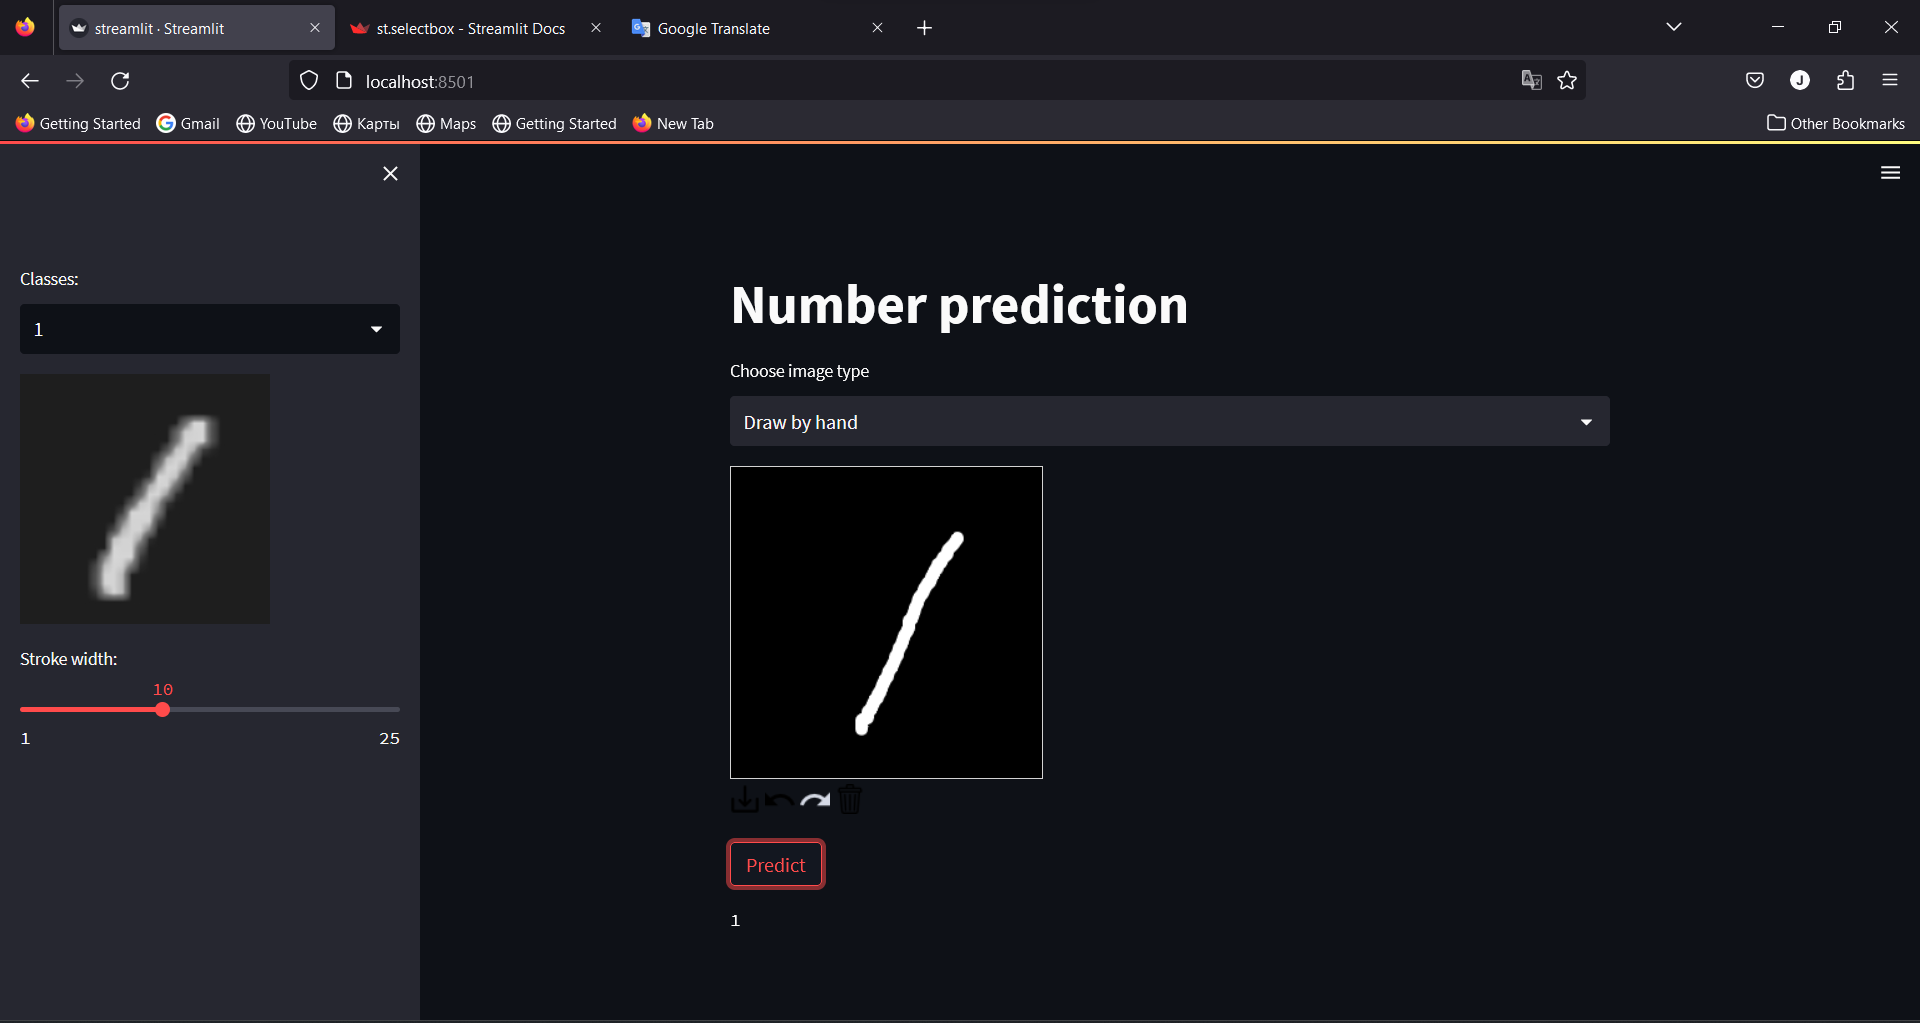 streamlit · Streamlit
st.selectbox - Streamlit Docs
Google Translate
localhost:8501
Getting Started
Gmail
YouTube
Карты
Maps
Getting Started
New Tab
Other Bookmarks
Classes:
1
Stroke width:
10
1
25
Number prediction
Choose image type
Draw by hand
Predict
1